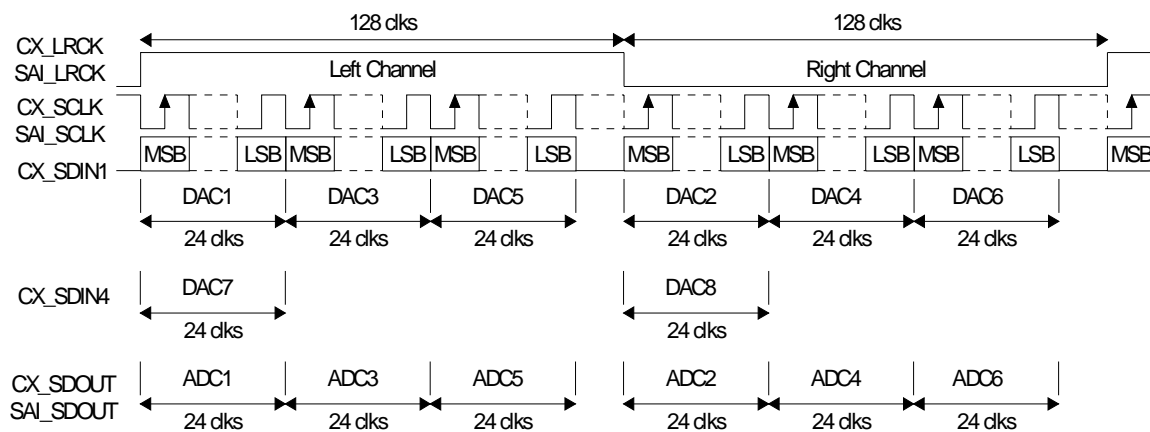 128 clks 128 clks
CX_LRCK
SAI_LRCK
Left Channel Right Channel
CX_SCLK
SAI_SCLK
MSB LSB MSB LSB MSB LSB MSB LSB MSB LSB MSB LSB MSB
CX_SDIN1
DAC1 DAC3 DAC5 DAC2 DAC4 DAC6
24 clks 24 clks 24 clks 24 clks 24 clks 24 clks
CX_SDIN4
DAC7 DAC8
24 clks 24 clks
CX_SDOUT
SAI_SDOUT
ADC1 ADC3 ADC5 ADC2 ADC4 ADC6
24 clks 24 clks 24 clks 24 clks 24 clks 24 clks